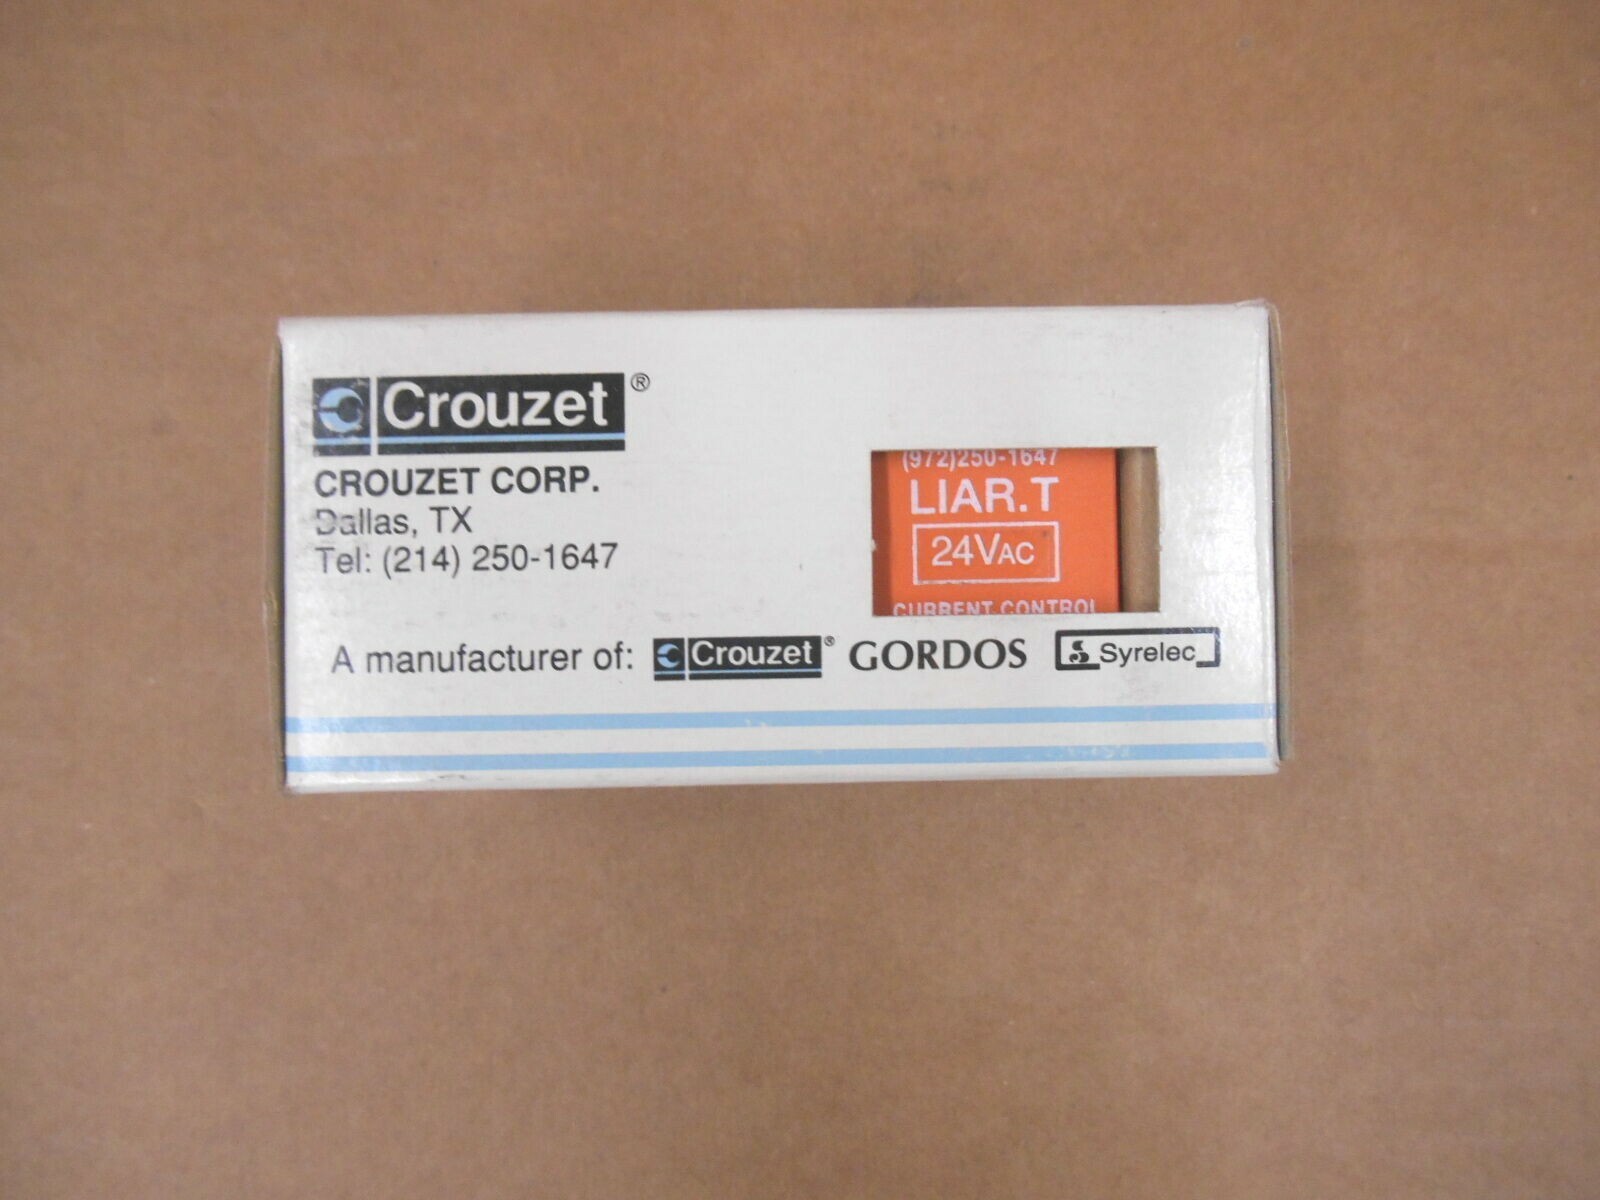 Crouzet®
CROUZET CORP.
Dallas, TX
Tel: (214) 250-1647
(972)250-1647
LIAR.T
24VAC
CURRENT CONTROL
A manufacturer of: Crouzet® GORDOS Syrelec